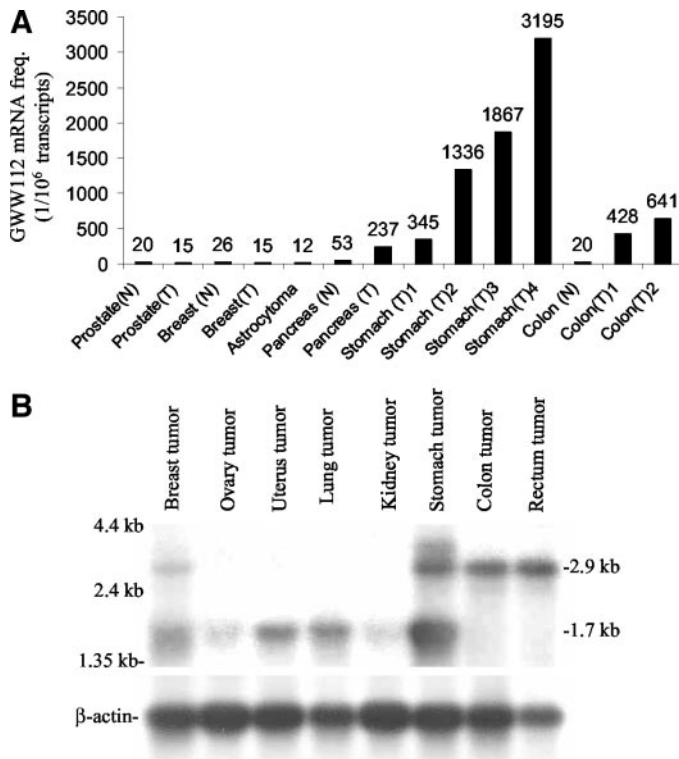 A
GWW112 mRNA freq.
(1/10⁶ transcripts)
3500
3000
2500
2000
1500
1000
500
0
20
15
26
15
12
53
237
345
1336
1867
3195
20
428
641
Prostate(N)
Prostate(T)
Breast (N)
Breast(T)
Astrocytoma
Pancreas (N)
Pancreas (T)
Stomach (T)1
Stomach (T)2
Stomach(T)3
Stomach(T)4
Colon (N)
Colon(T)1
Colon(T)2
B
Breast tumor
Ovary tumor
Uterus tumor
Lung tumor
Kidney tumor
Stomach tumor
Colon tumor
Rectum tumor
4.4 kb
2.4 kb
1.35 kb-
-2.9 kb
-1.7 kb
β-actin-